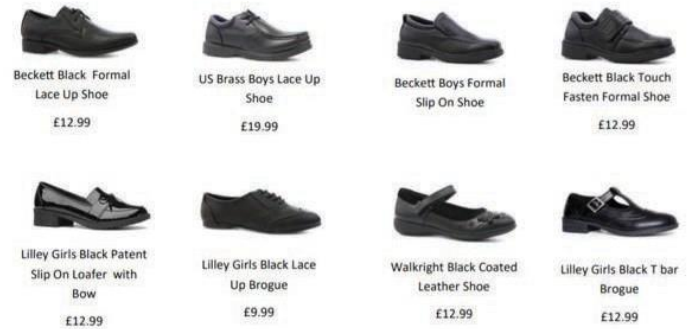 Beckett Black Formal
Lace Up Shoe
£12.99
US Brass Boys Lace Up
Shoe
£19.99
Beckett Boys Formal
Slip On Shoe
Beckett Black Touch
Fasten Formal Shoe
£12.99
Lilley Girls Black Patent
Slip On Loafer with
Bow
£12.99
Lilley Girls Black Lace
Up Brogue
£9.99
Walkright Black Coated
Leather Shoe
£12.99
Lilley Girls Black T bar
Brogue
£12.99